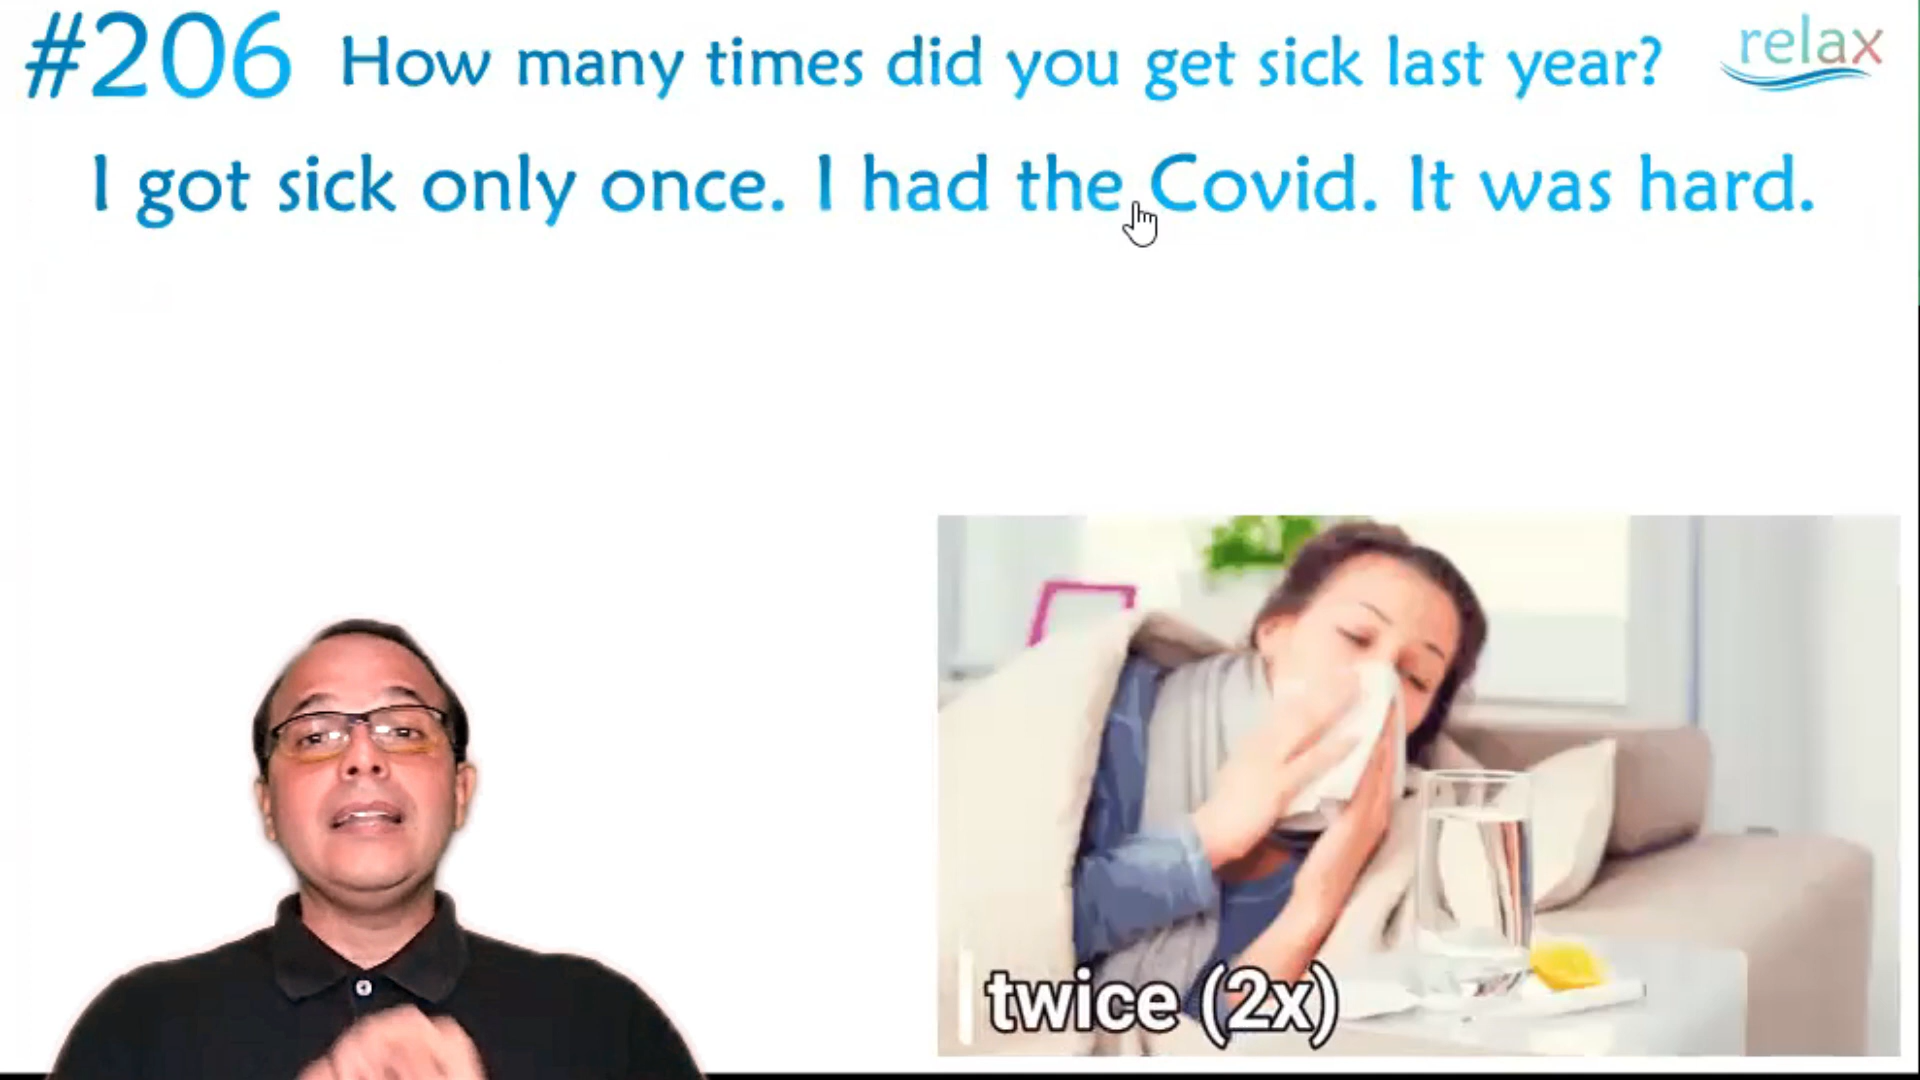 #206 How many times did you get sick last year?
relax
I got sick only once. I had the Covid. It was hard.
twice (2x)